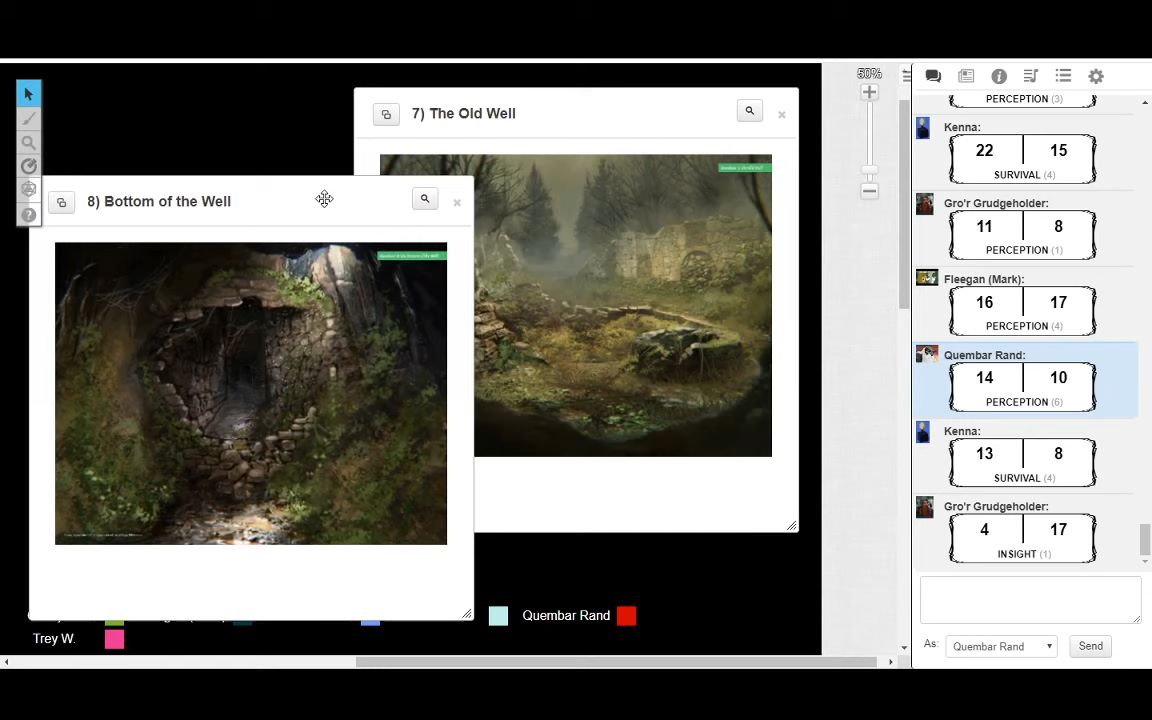 50%
7) The Old Well
8) Bottom of the Well
PERCEPTION (3)
Kenna:
22 15
SURVIVAL (4)
Gro'r Grudgeholder:
11 8
PERCEPTION (1)
Fleegan (Mark):
16 17
PERCEPTION (4)
Quembar Rand:
14 10
PERCEPTION (6)
Kenna:
13 8
SURVIVAL (4)
Gro'r Grudgeholder:
4 17
INSIGHT (1)
Quembar Rand
Trey W.
As: Quembar Rand Send